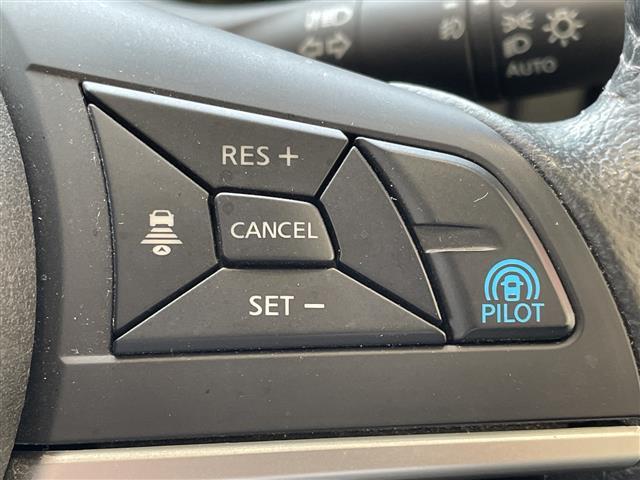 AUTO
RES +
CANCEL
SET −
PILOT